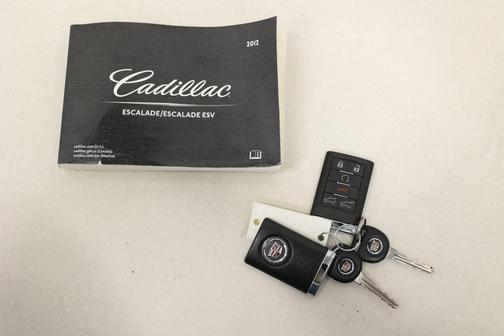 2012
Cadillac
ESCALADE/ESCALADE ESV
cadillac.com (U.S.)
cadillac.gm.ca (Canada)
cadillac.com.mx (Mexico)